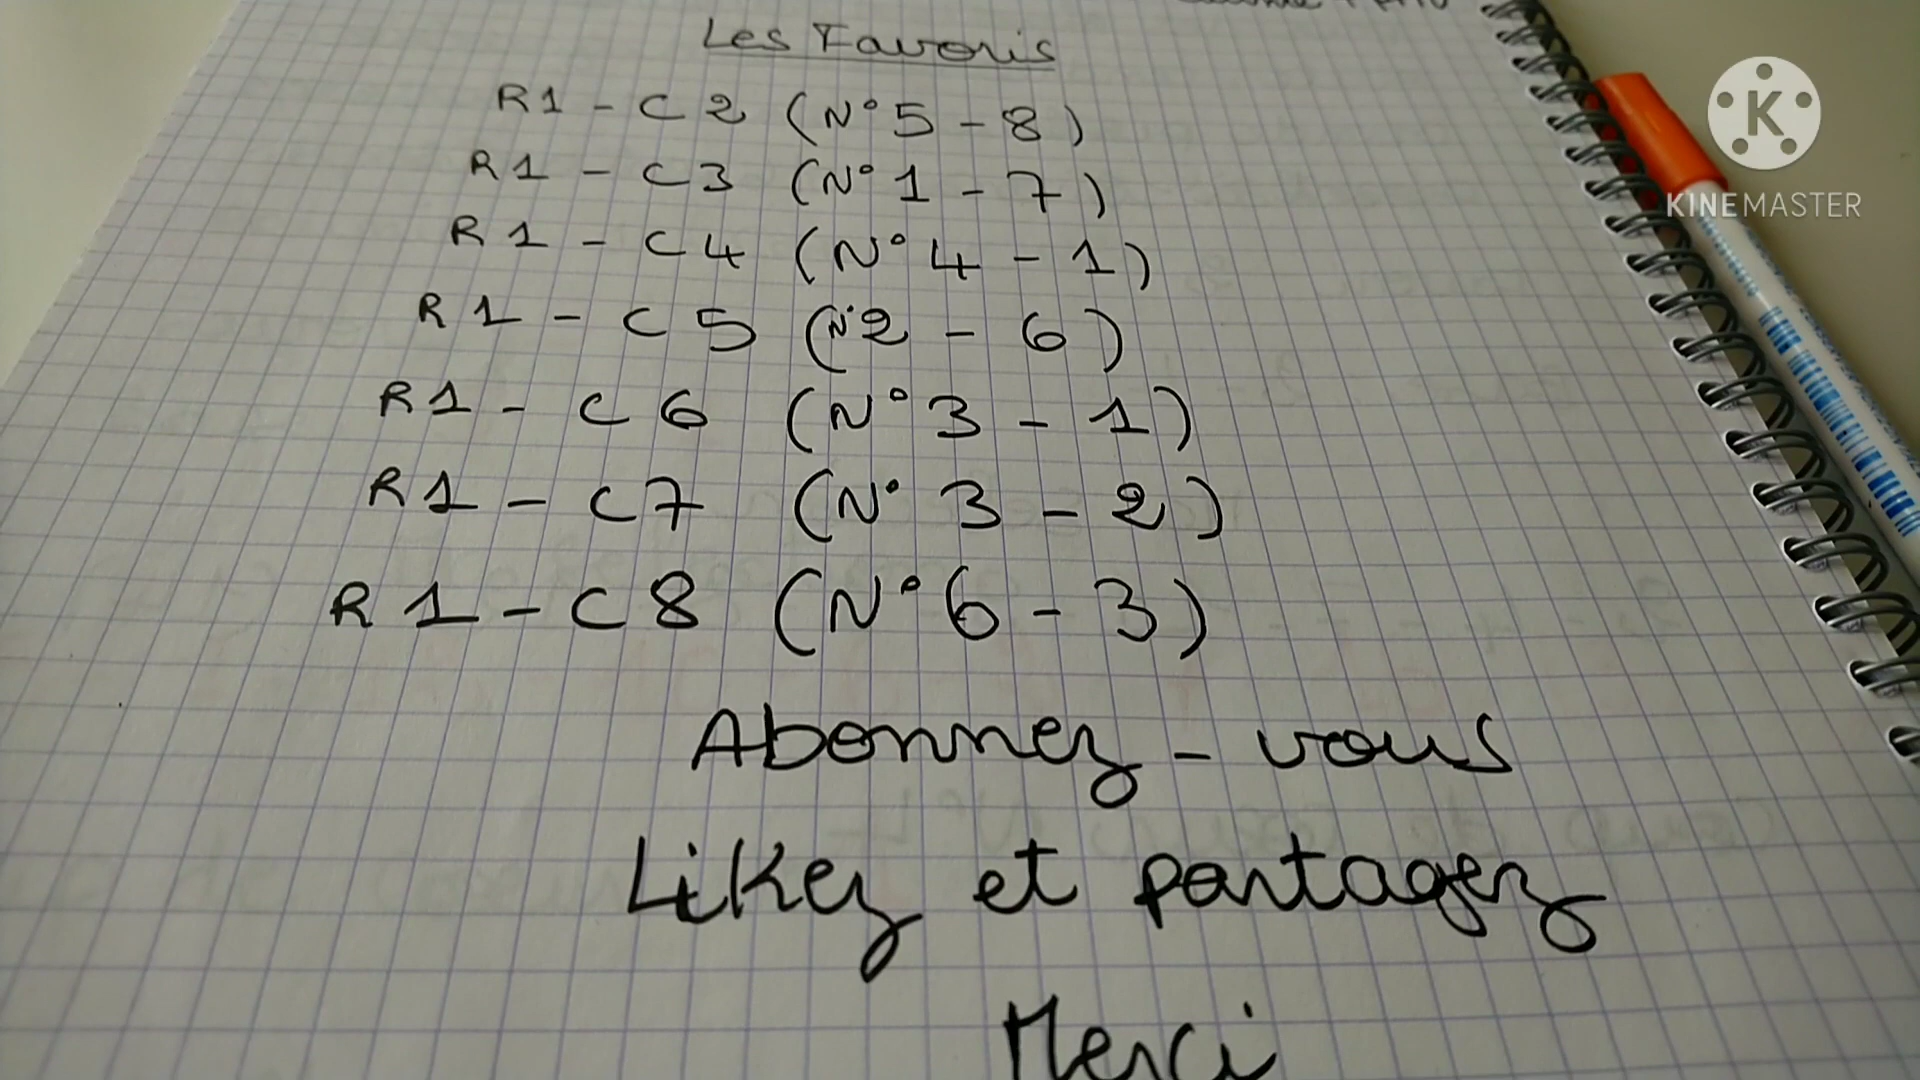 Les Favoris
R1 - C2 (N°5 - 8)
R1 - C3 (N°1 - 7)
R1 - C4 (N°4 - 1)
R1 - C5 (N°2 - 6)
R1 - C6 (N°3 - 1)
R1 - C7 (N°3 - 2)
R1 - C8 (N°6 - 3)
Abonnez-vous
Likez et partagez
Merci
K
KINEMASTER